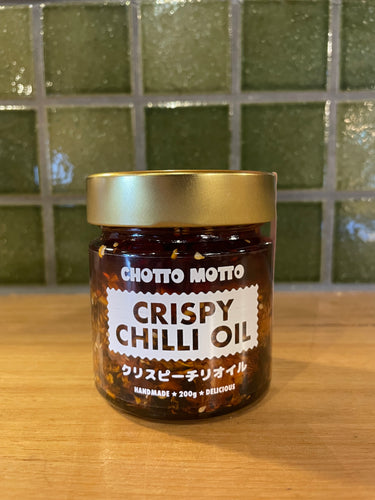 CHOTTO MOTTO
CRISPY
CHILLI OIL
クリスピーチリオイル
HANDMADE ★ 200g ★ DELICIOUS